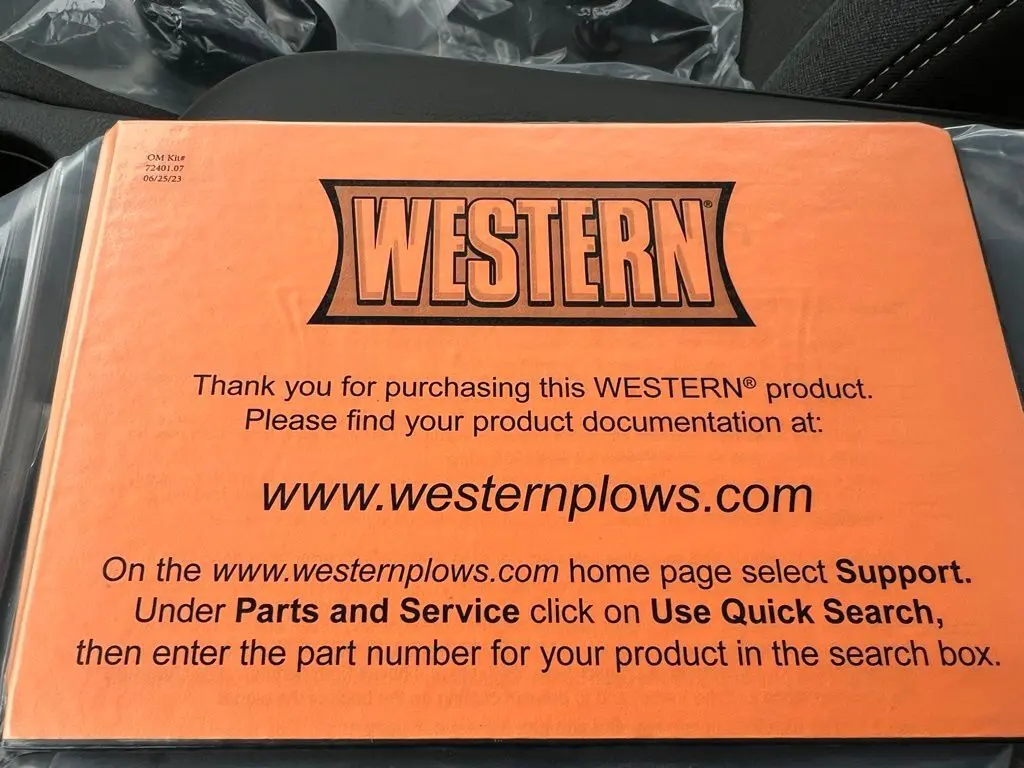 OM Kit#
72401.07
06/25/23
WESTERN®
Thank you for purchasing this WESTERN® product.
Please find your product documentation at:
www.westernplows.com
On the www.westernplows.com home page select Support.
Under Parts and Service click on Use Quick Search,
then enter the part number for your product in the search box.